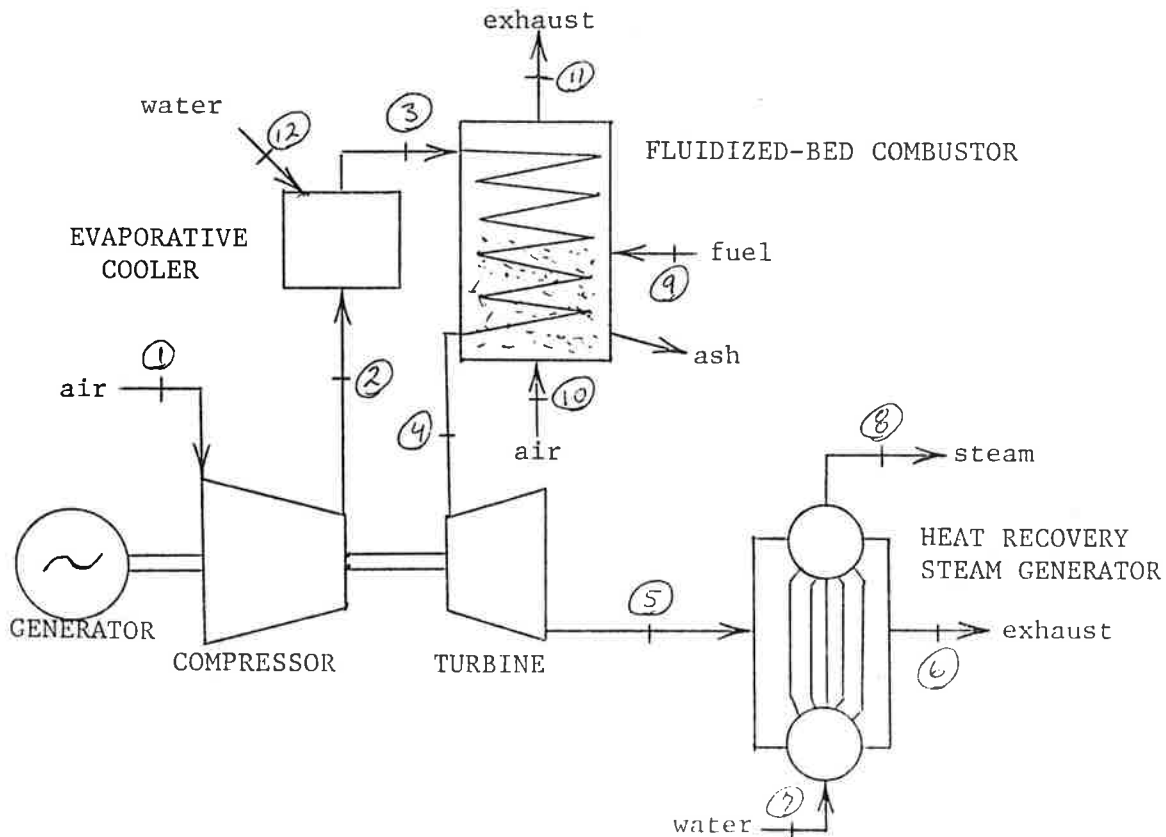 exhaust
11
water
12
3
FLUIDIZED-BED COMBUSTOR
EVAPORATIVE
COOLER
fuel
9
ash
1
air
2
4
10
air
8
steam
HEAT RECOVERY
STEAM GENERATOR
5
GENERATOR
COMPRESSOR
TURBINE
exhaust
6
7
water